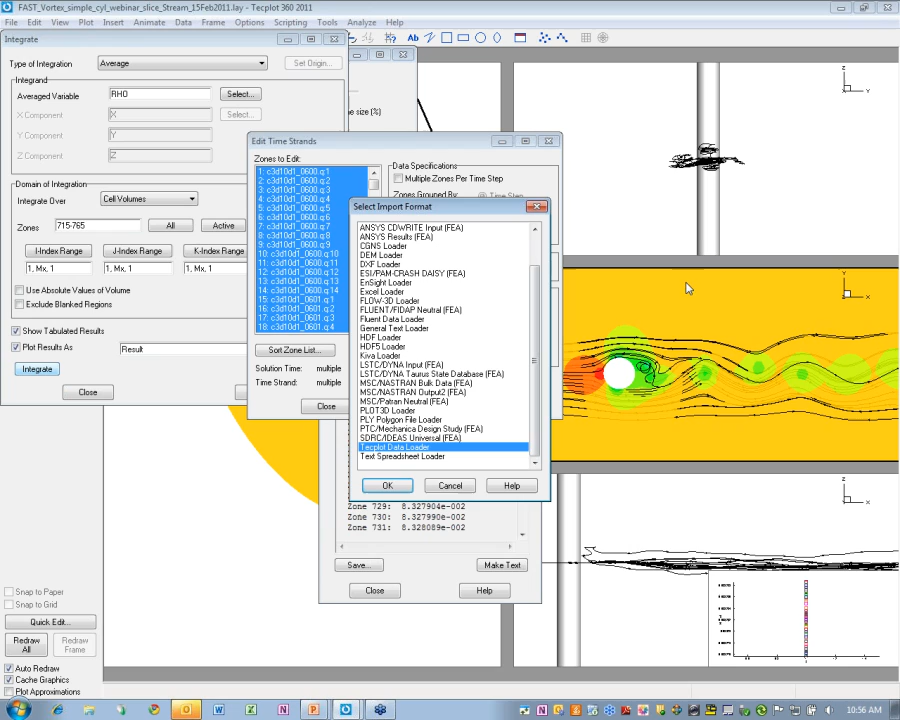 FAST_Vortex_simple_cyl_webinar_slice_Stream_15Feb2011.lay - Tecplot 360 2011
File Edit View Plot Insert Animate Data Frame Options Scripting Tools Analyze Help
Integrate
Type of Integration: Average Set Origin...
Integrand
Averaged Variable RHO Select...
X Component X Select...
Y Component Y
Z Component Z
Domain of Integration
Integrate Over Cell Volumes
Zones 715-765 All Active
I-Index Range J-Index Range K-Index Range
1, Mx, 1 1, Mx, 1 1, Mx, 1
Use Absolute Values of Volume
Exclude Blanked Regions
Show Tabulated Results
Plot Results As Result
Integrate
Close
e size (%)
Edit Time Strands
Zones to Edit:
1: c3d10d1_0600.q:1
2: c3d10d1_0600.q:2
3: c3d10d1_0600.q:3
4: c3d10d1_0600.q:4
5: c3d10d1_0600.q:5
6: c3d10d1_0600.q:6
7: c3d10d1_0600.q:7
8: c3d10d1_0600.q:8
9: c3d10d1_0600.q:9
10: c3d10d1_0600.q:10
11: c3d10d1_0600.q:11
12: c3d10d1_0600.q:12
13: c3d10d1_0600.q:13
14: c3d10d1_0600.q:14
15: c3d10d1_0601.q:1
16: c3d10d1_0601.q:2
17: c3d10d1_0601.q:3
18: c3d10d1_0601.q:4
Sort Zone List...
Solution Time: multiple
Time Strand: multiple
Close
Data Specifications
Multiple Zones Per Time Step
Zones Grouped By: Time Step
Select Import Format
ANSYS CDWRITE Input (FEA)
ANSYS Results (FEA)
CGNS Loader
DEM Loader
DXF Loader
ESI/PAM-CRASH DAISY (FEA)
EnSight Loader
Excel Loader
FLOW-3D Loader
FLUENT/FIDAP Neutral (FEA)
Fluent Data Loader
General Text Loader
HDF Loader
HDF5 Loader
Kiva Loader
LSTC/DYNA Input (FEA)
LSTC/DYNA Taurus State Database (FEA)
MSC/NASTRAN Bulk Data (FEA)
MSC/NASTRAN Output2 (FEA)
MSC/Patran Neutral (FEA)
PLOT3D Loader
PLY Polygon File Loader
PTC/Mechanica Design Study (FEA)
SDRC/IDEAS Universal (FEA)
Tecplot Data Loader
Text Spreadsheet Loader
OK Cancel Help
Zone 729: 8.327904e-002
Zone 730: 8.327990e-002
Zone 731: 8.328089e-002
Save... Make Text
Close Help
Z
Y
Y
X
Z
X
Snap to Paper
Snap to Grid
Quick Edit...
Redraw All
Redraw Frame
Auto Redraw
Cache Graphics
Plot Approximations
10:56 AM